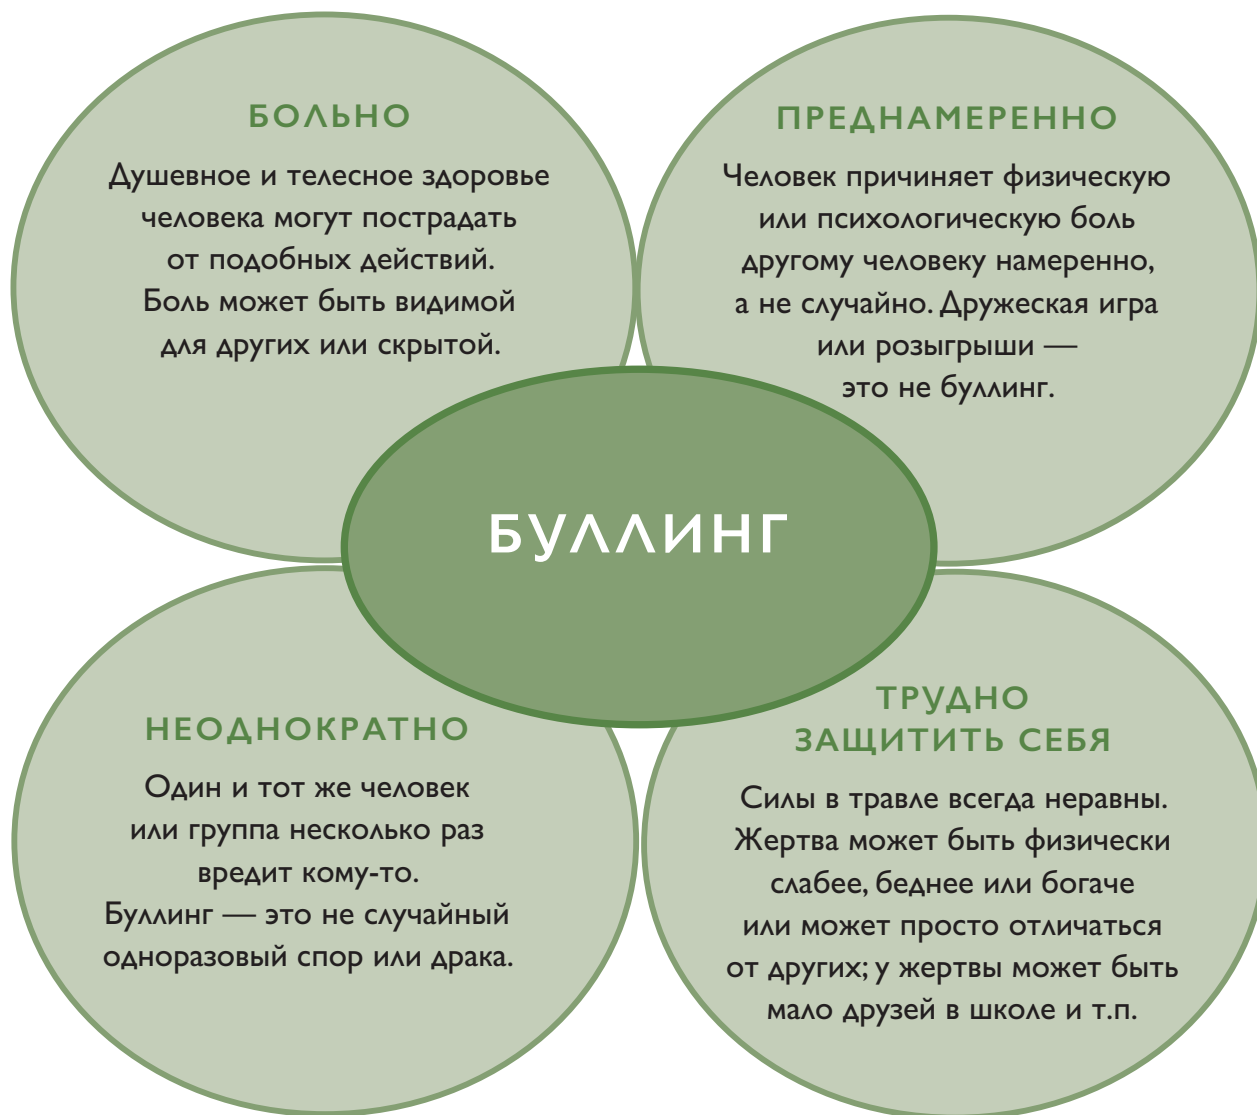 БОЛЬНО
Душевное и телесное здоровье
человека могут пострадать
от подобных действий.
Боль может быть видимой
для других или скрытой.
ПРЕДНАМЕРЕННО
Человек причиняет физическую
или психологическую боль
другому человеку намеренно,
а не случайно. Дружеская игра
или розыгрыши —
это не буллинг.
БУЛЛИНГ
НЕОДНОКРАТНО
Один и тот же человек
или группа несколько раз
вредит кому-то.
Буллинг — это не случайный
одноразовый спор или драка.
ТРУДНО
ЗАЩИТИТЬ СЕБЯ
Силы в травле всегда неравны.
Жертва может быть физически
слабее, беднее или богаче
или может просто отличаться
от других; у жертвы может быть
мало друзей в школе и т.п.